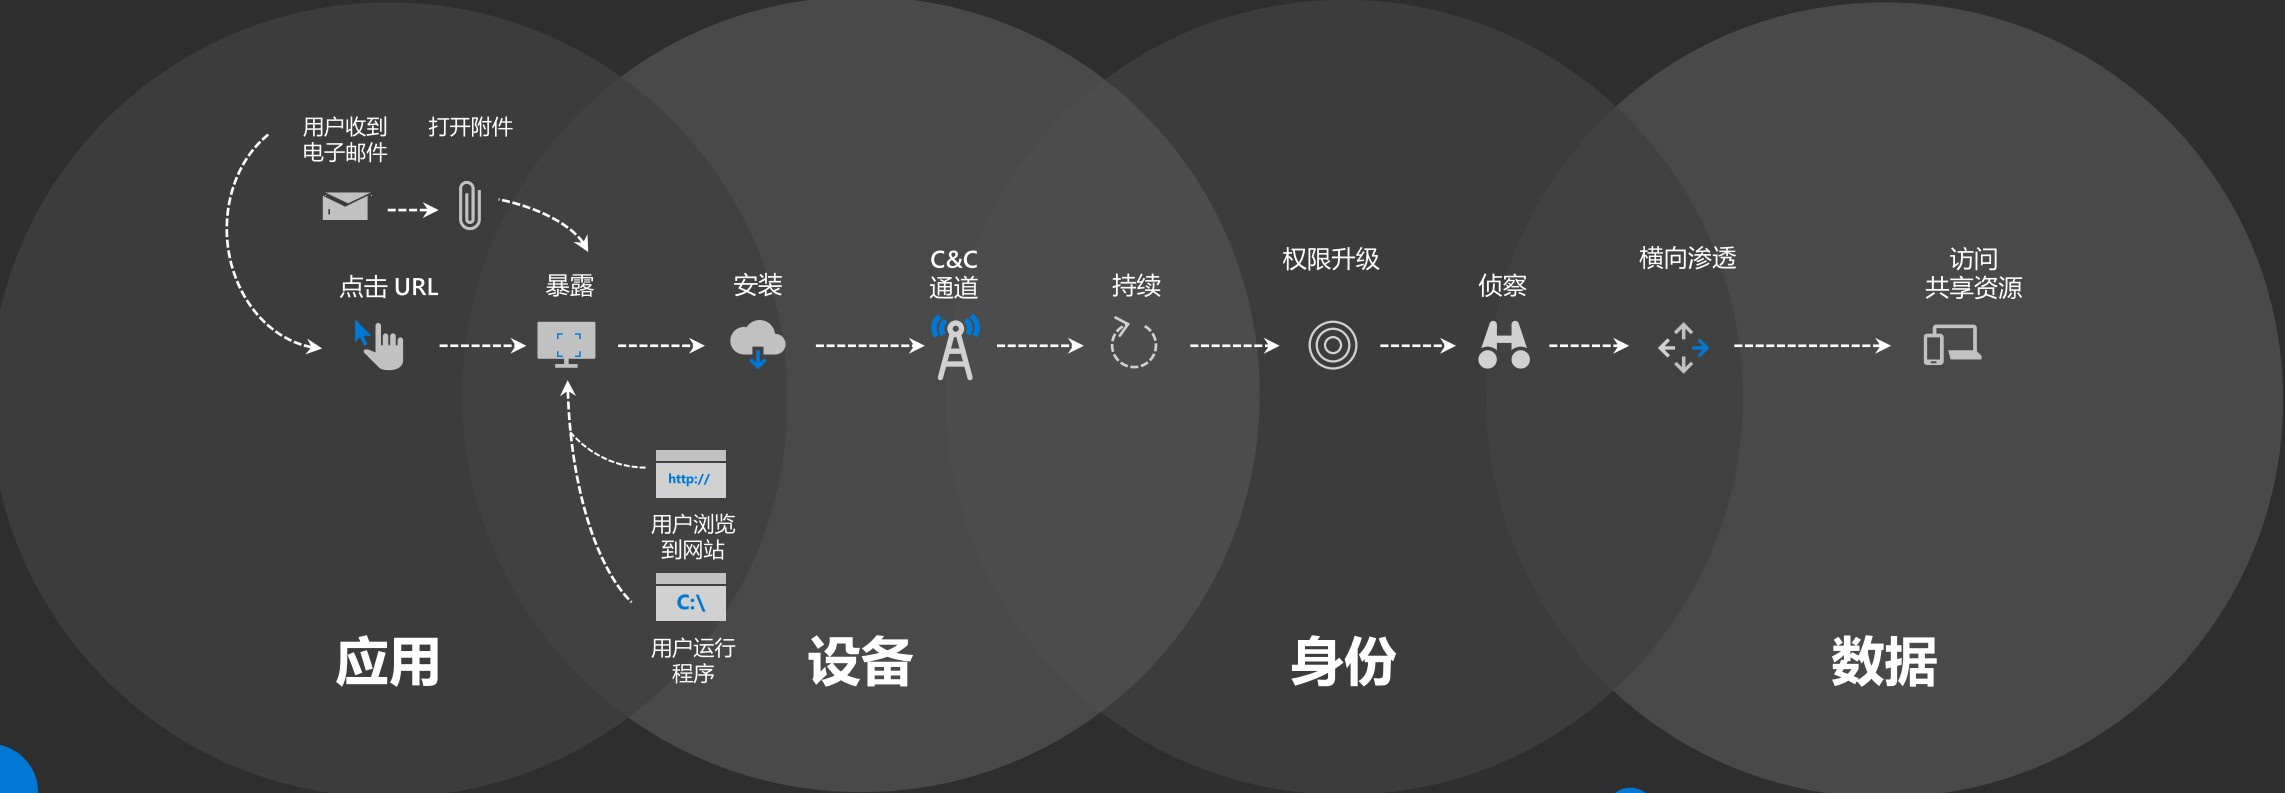 用户收到
电子邮件
打开附件
点击 URL
暴露
安装
C&C
通道
持续
权限升级
侦察
横向渗透
访问
共享资源
http://
用户浏览
到网站
C:\
用户运行
程序
应用
设备
身份
数据